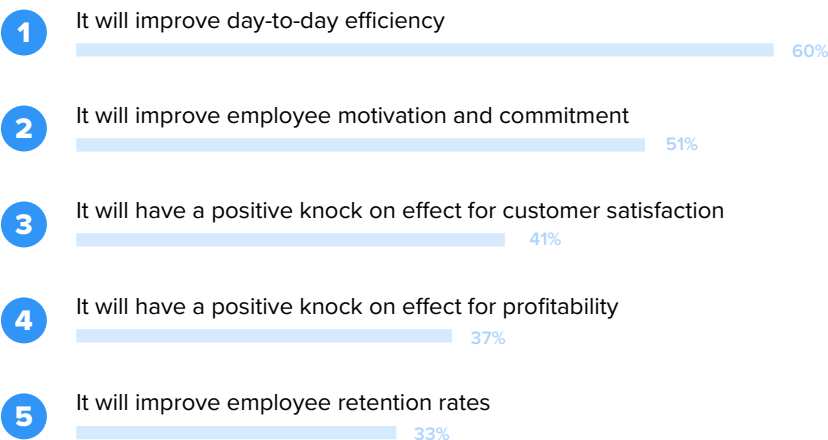 1
It will improve day-to-day efficiency
60%
2
It will improve employee motivation and commitment
51%
3
It will have a positive knock on effect for customer satisfaction
41%
4
It will have a positive knock on effect for profitability
37%
5
It will improve employee retention rates
33%